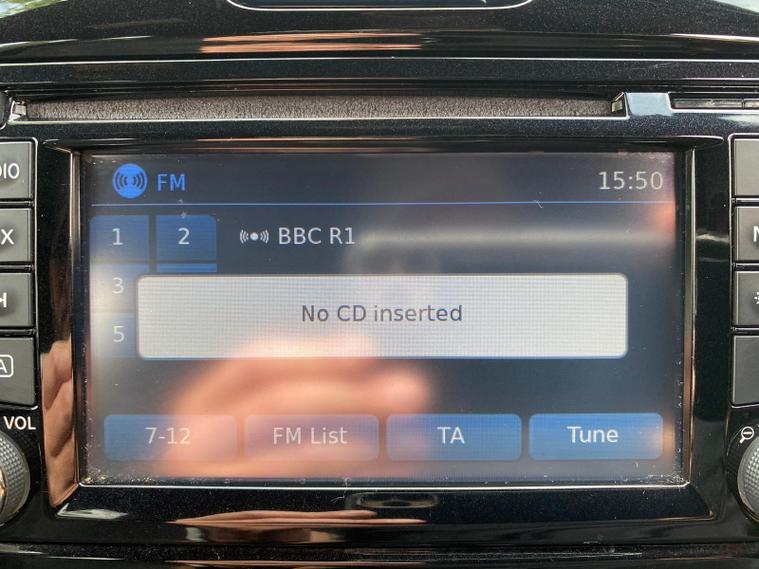 FM
15:50
1 2
BBC R1
3
No CD inserted
5
VOL
7-12 FM List TA Tune